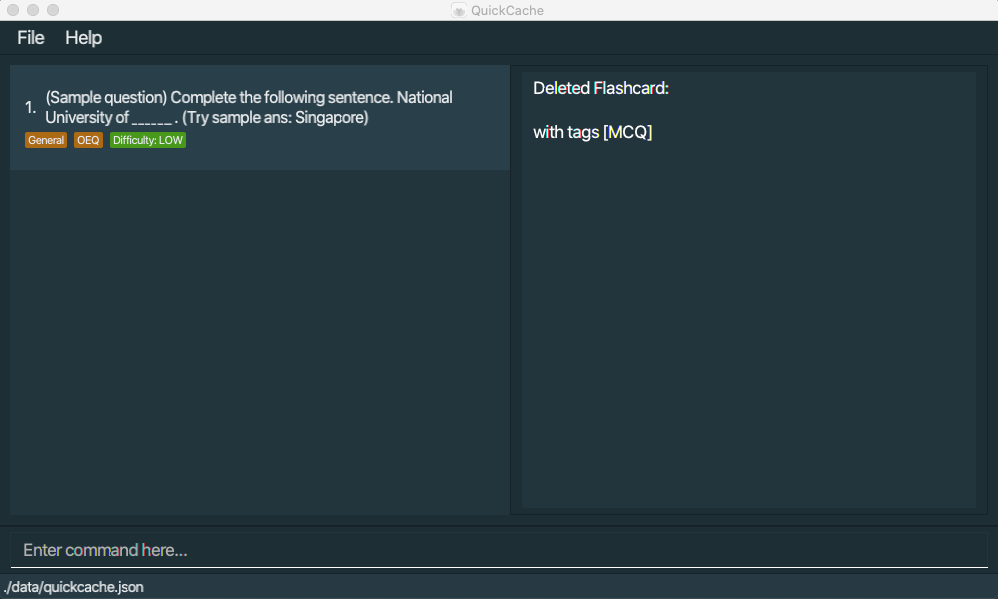 QuickCache
File Help
1. (Sample question) Complete the following sentence. National
University of ______ . (Try sample ans: Singapore)
General OEQ Difficulty: LOW
Deleted Flashcard:
with tags [MCQ]
Enter command here...
./data/quickcache.json